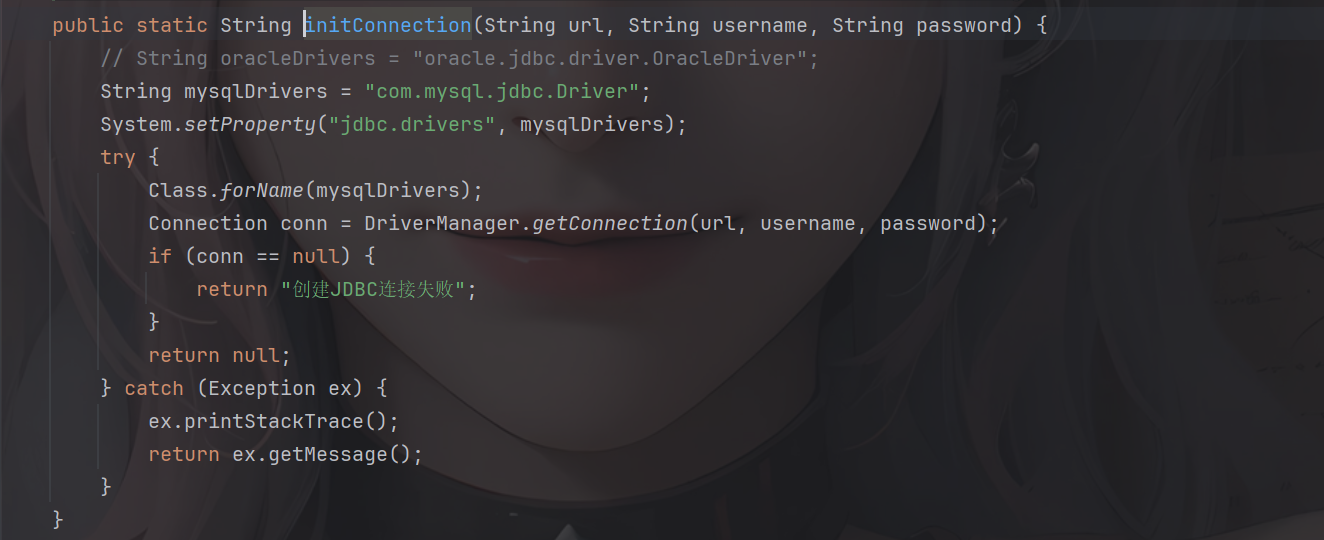 public static String initConnection(String url, String username, String password) {
// String oracleDrivers = "oracle.jdbc.driver.OracleDriver";
String mysqlDrivers = "com.mysql.jdbc.Driver";
System.setProperty("jdbc.drivers", mysqlDrivers);
try {
Class.forName(mysqlDrivers);
Connection conn = DriverManager.getConnection(url, username, password);
if (conn == null) {
return "创建JDBC连接失败";
}
return null;
} catch (Exception ex) {
ex.printStackTrace();
return ex.getMessage();
}
}